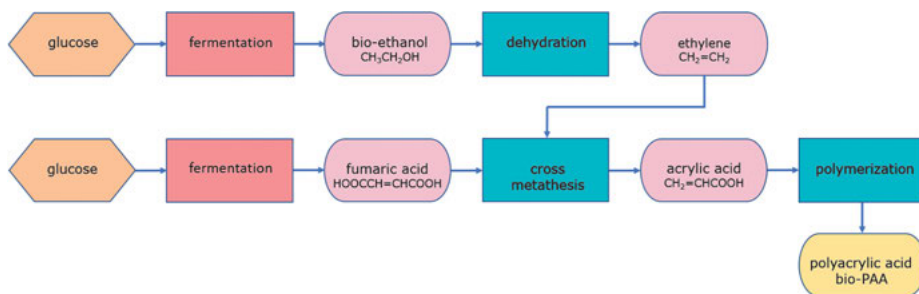 glucose
fermentation
bio-ethanol
CH₃CH₂OH
dehydration
ethylene
CH₂=CH₂
glucose
fermentation
fumaric acid
HOOCCH=CHCOOH
cross
metathesis
acrylic acid
CH₂=CHCOOH
polymerization
polyacrylic acid
bio-PAA